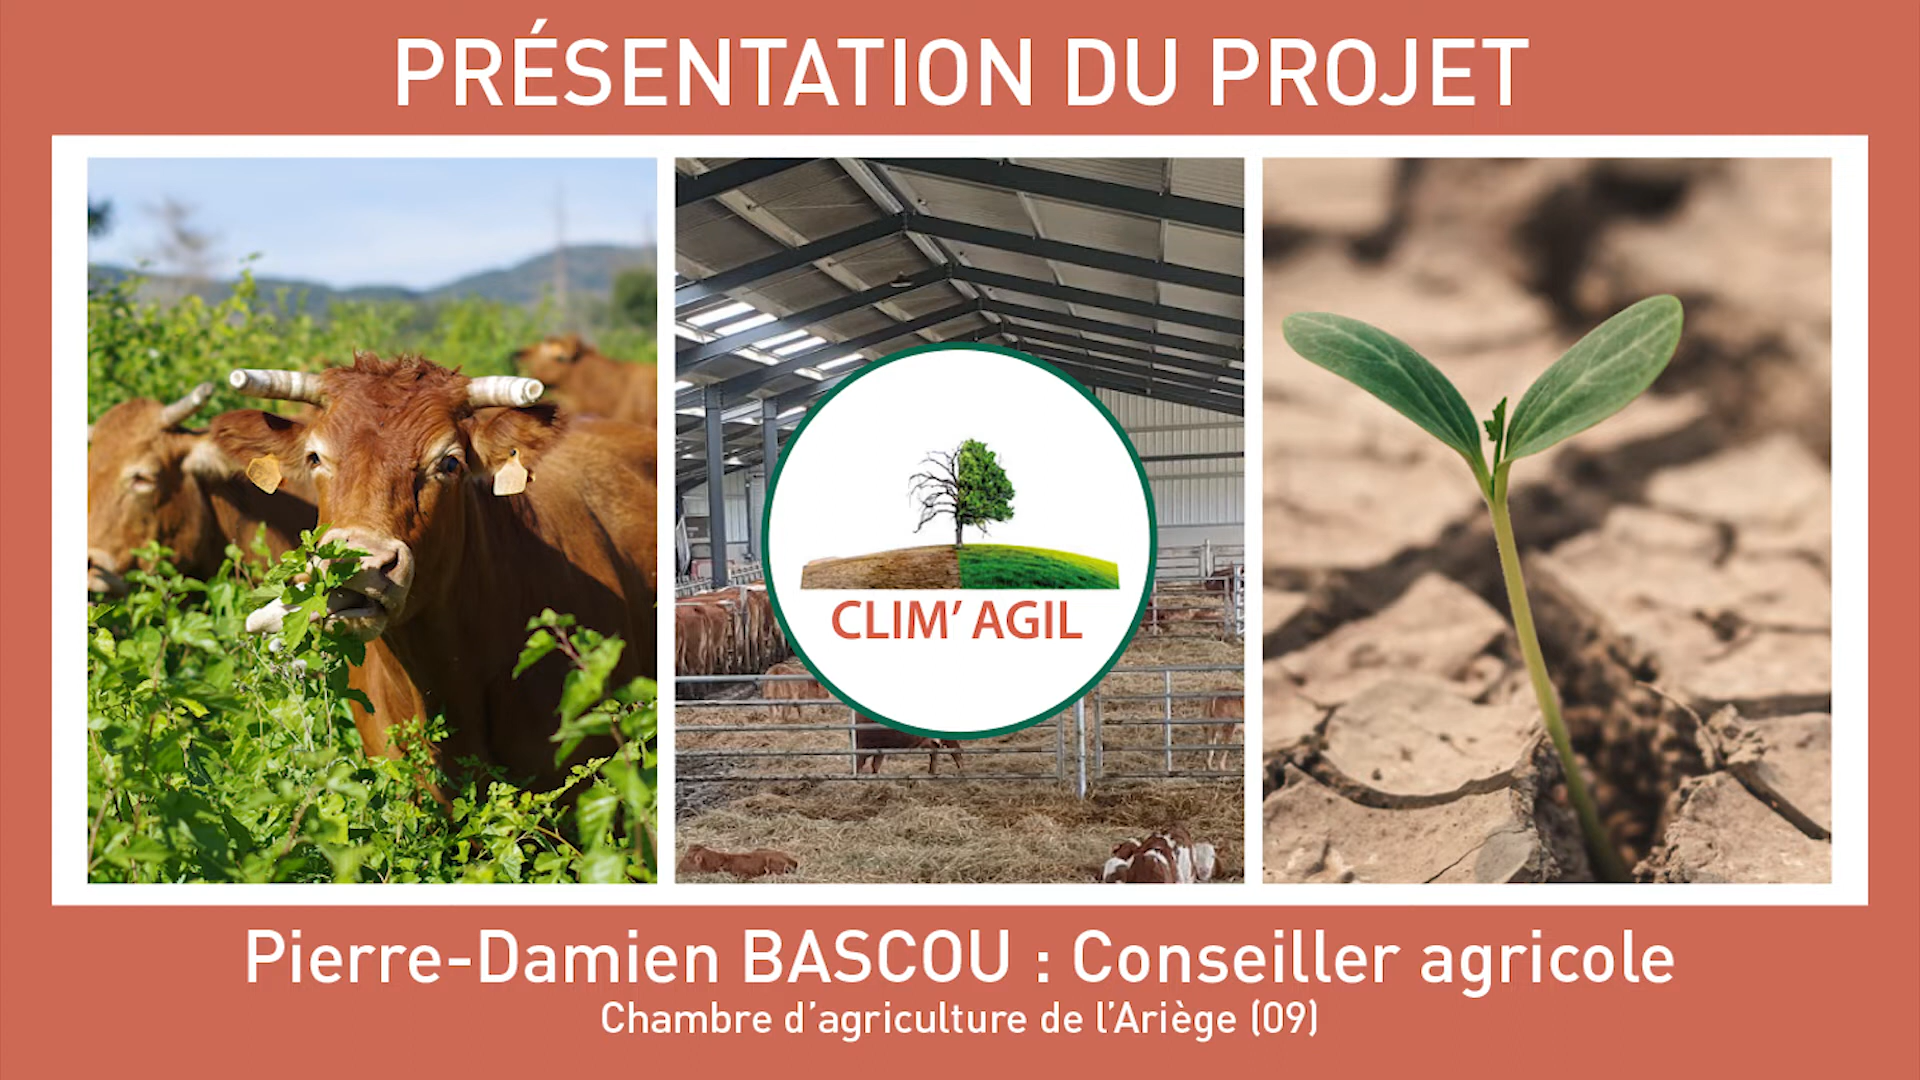 PRÉSENTATION DU PROJET
CLIM’ AGIL
Pierre-Damien BASCOU : Conseiller agricole
Chambre d’agriculture de l’Ariège (09)